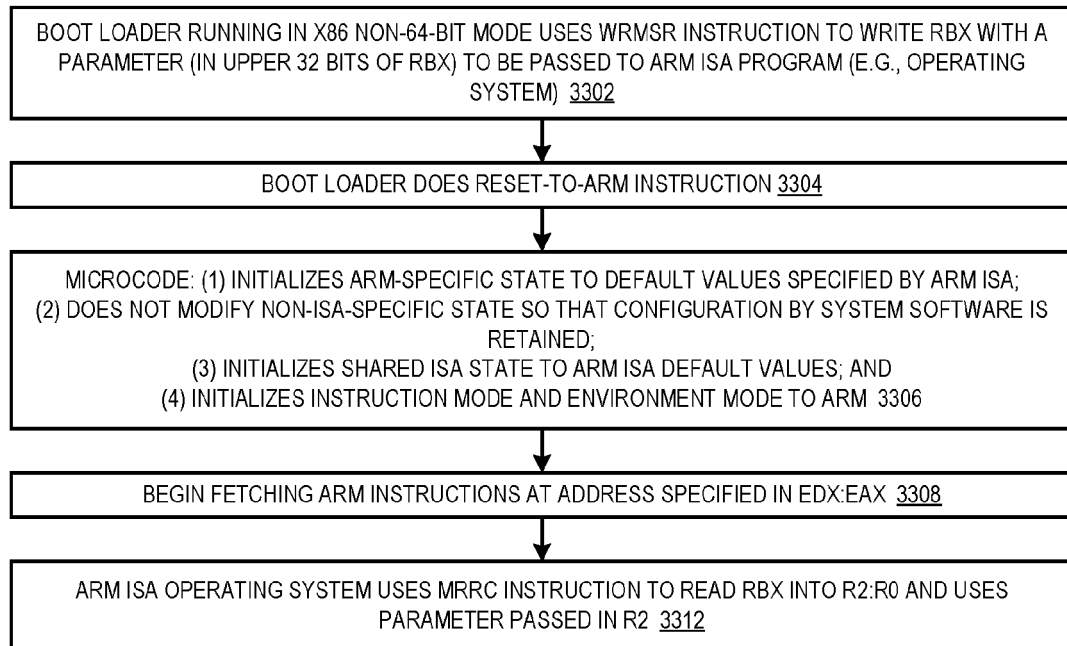 BOOT LOADER RUNNING IN X86 NON-64-BIT MODE USES WRMSR INSTRUCTION TO WRITE RBX WITH A
PARAMETER (IN UPPER 32 BITS OF RBX) TO BE PASSED TO ARM ISA PROGRAM (E.G., OPERATING
SYSTEM) 3302
BOOT LOADER DOES RESET-TO-ARM INSTRUCTION 3304
MICROCODE: (1) INITIALIZES ARM-SPECIFIC STATE TO DEFAULT VALUES SPECIFIED BY ARM ISA;
(2) DOES NOT MODIFY NON-ISA-SPECIFIC STATE SO THAT CONFIGURATION BY SYSTEM SOFTWARE IS
RETAINED;
(3) INITIALIZES SHARED ISA STATE TO ARM ISA DEFAULT VALUES; AND
(4) INITIALIZES INSTRUCTION MODE AND ENVIRONMENT MODE TO ARM 3306
BEGIN FETCHING ARM INSTRUCTIONS AT ADDRESS SPECIFIED IN EDX:EAX 3308
ARM ISA OPERATING SYSTEM USES MRRC INSTRUCTION TO READ RBX INTO R2:R0 AND USES
PARAMETER PASSED IN R2 3312